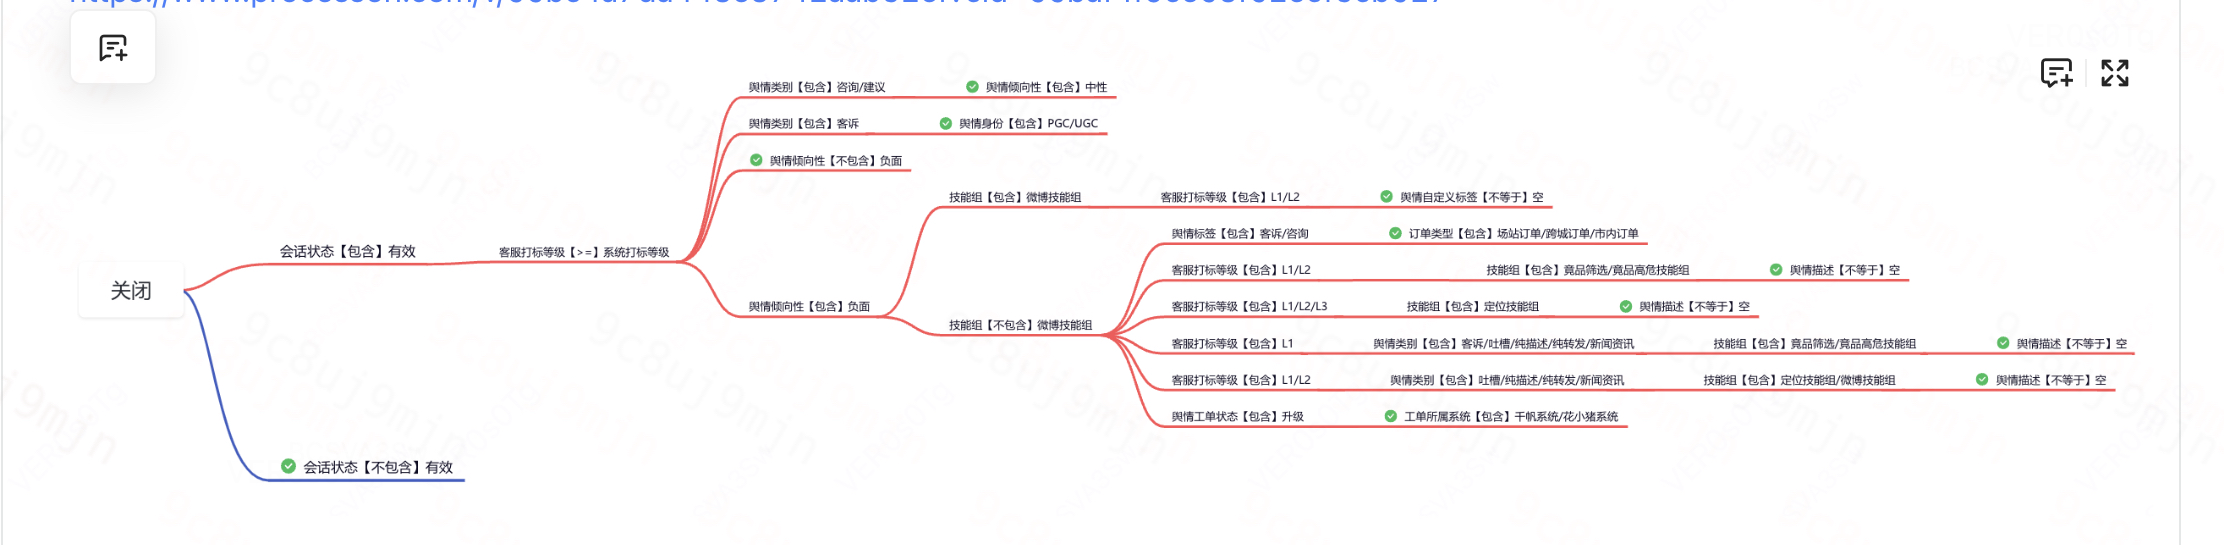 舆情类别【包含】咨询/建议
舆情倾向性【包含】中性
舆情类别【包含】客诉
舆情身份【包含】PGC/UGC
舆情倾向性【不包含】负面
技能组【包含】微博技能组
客服打标等级【包含】L1/L2
舆情自定义标签【不等于】空
舆情标签【包含】客诉/咨询
订单类型【包含】场站订单/跨城订单/市内订单
会话状态【包含】有效
客服打标等级【>=】系统打标等级
客服打标等级【包含】L1/L2
技能组【包含】竟品筛选/竟品高危技能组
舆情描述【不等于】空
关闭
舆情倾向性【包含】负面
客服打标等级【包含】L1/L2/L3
技能组【包含】定位技能组
舆情描述【不等于】空
技能组【不包含】微博技能组
客服打标等级【包含】L1
舆情类别【包含】客诉/吐槽/纯描述/纯转发/新闻资讯
技能组【包含】竟品筛选/竟品高危技能组
舆情描述【不等于】空
客服打标等级【包含】L1/L2
舆情类别【包含】吐槽/纯描述/纯转发/新闻资讯
技能组【包含】定位技能组/微博技能组
舆情描述【不等于】空
舆情工单状态【包含】升级
工单所属系统【包含】千帆系统/花小猪系统
会话状态【不包含】有效